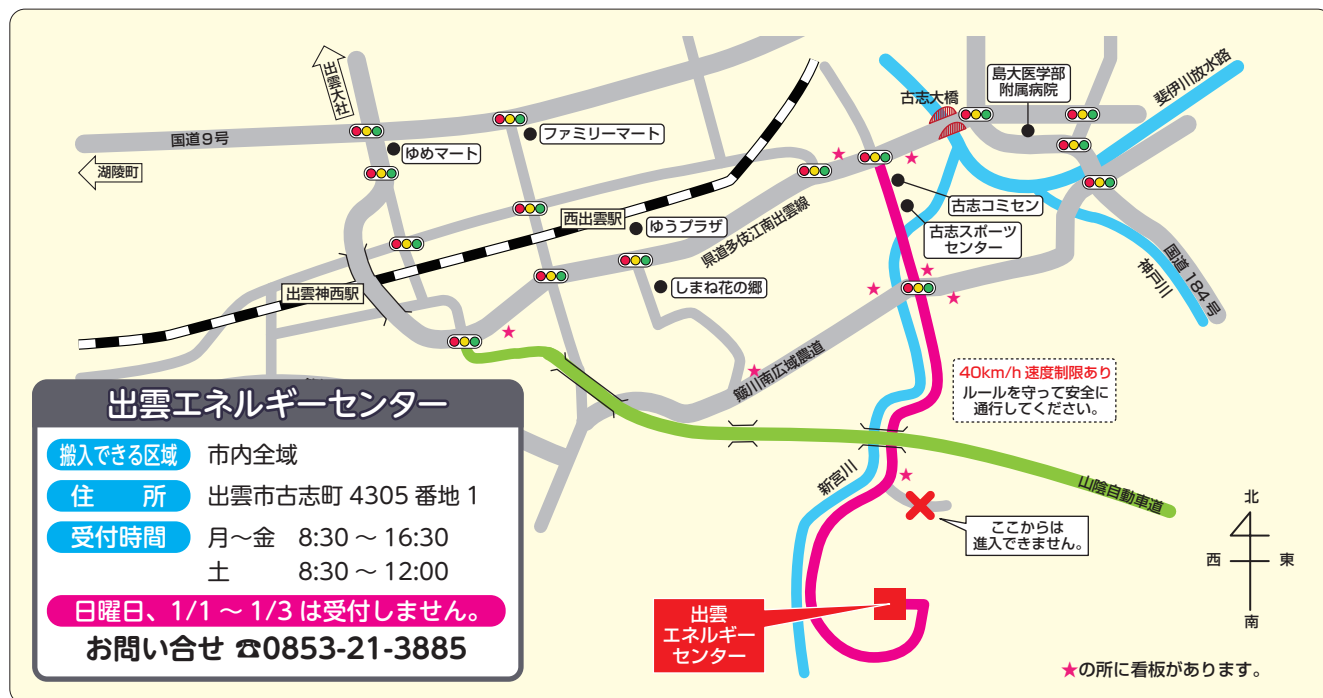 出雲大社
国道9号
湖陵町
ゆめマート
ファミリーマート
西出雲駅
ゆうプラザ
県道多伎江南出雲線
しまね花の郷
出雲神西駅
古志大橋
島大医学部
附属病院
斐伊川放水路
古志コミセン
古志スポーツ
センター
国道184号
神戸川
簸川南広域農道
40km/h 速度制限あり
ルールを守って安全に
通行してください。
新宮川
山陰自動車道
ここからは
進入できません。
出雲
エネルギー
センター
北
西
東
南
★の所に看板があります。
出雲エネルギーセンター
搬入できる区域 市内全域
住 所 出雲市古志町 4305 番地 1
受付時間 月～金 8:30 ～ 16:30
土 8:30 ～ 12:00
日曜日、1/1 ～ 1/3 は受付しません。
お問い合せ ☎0853-21-3885